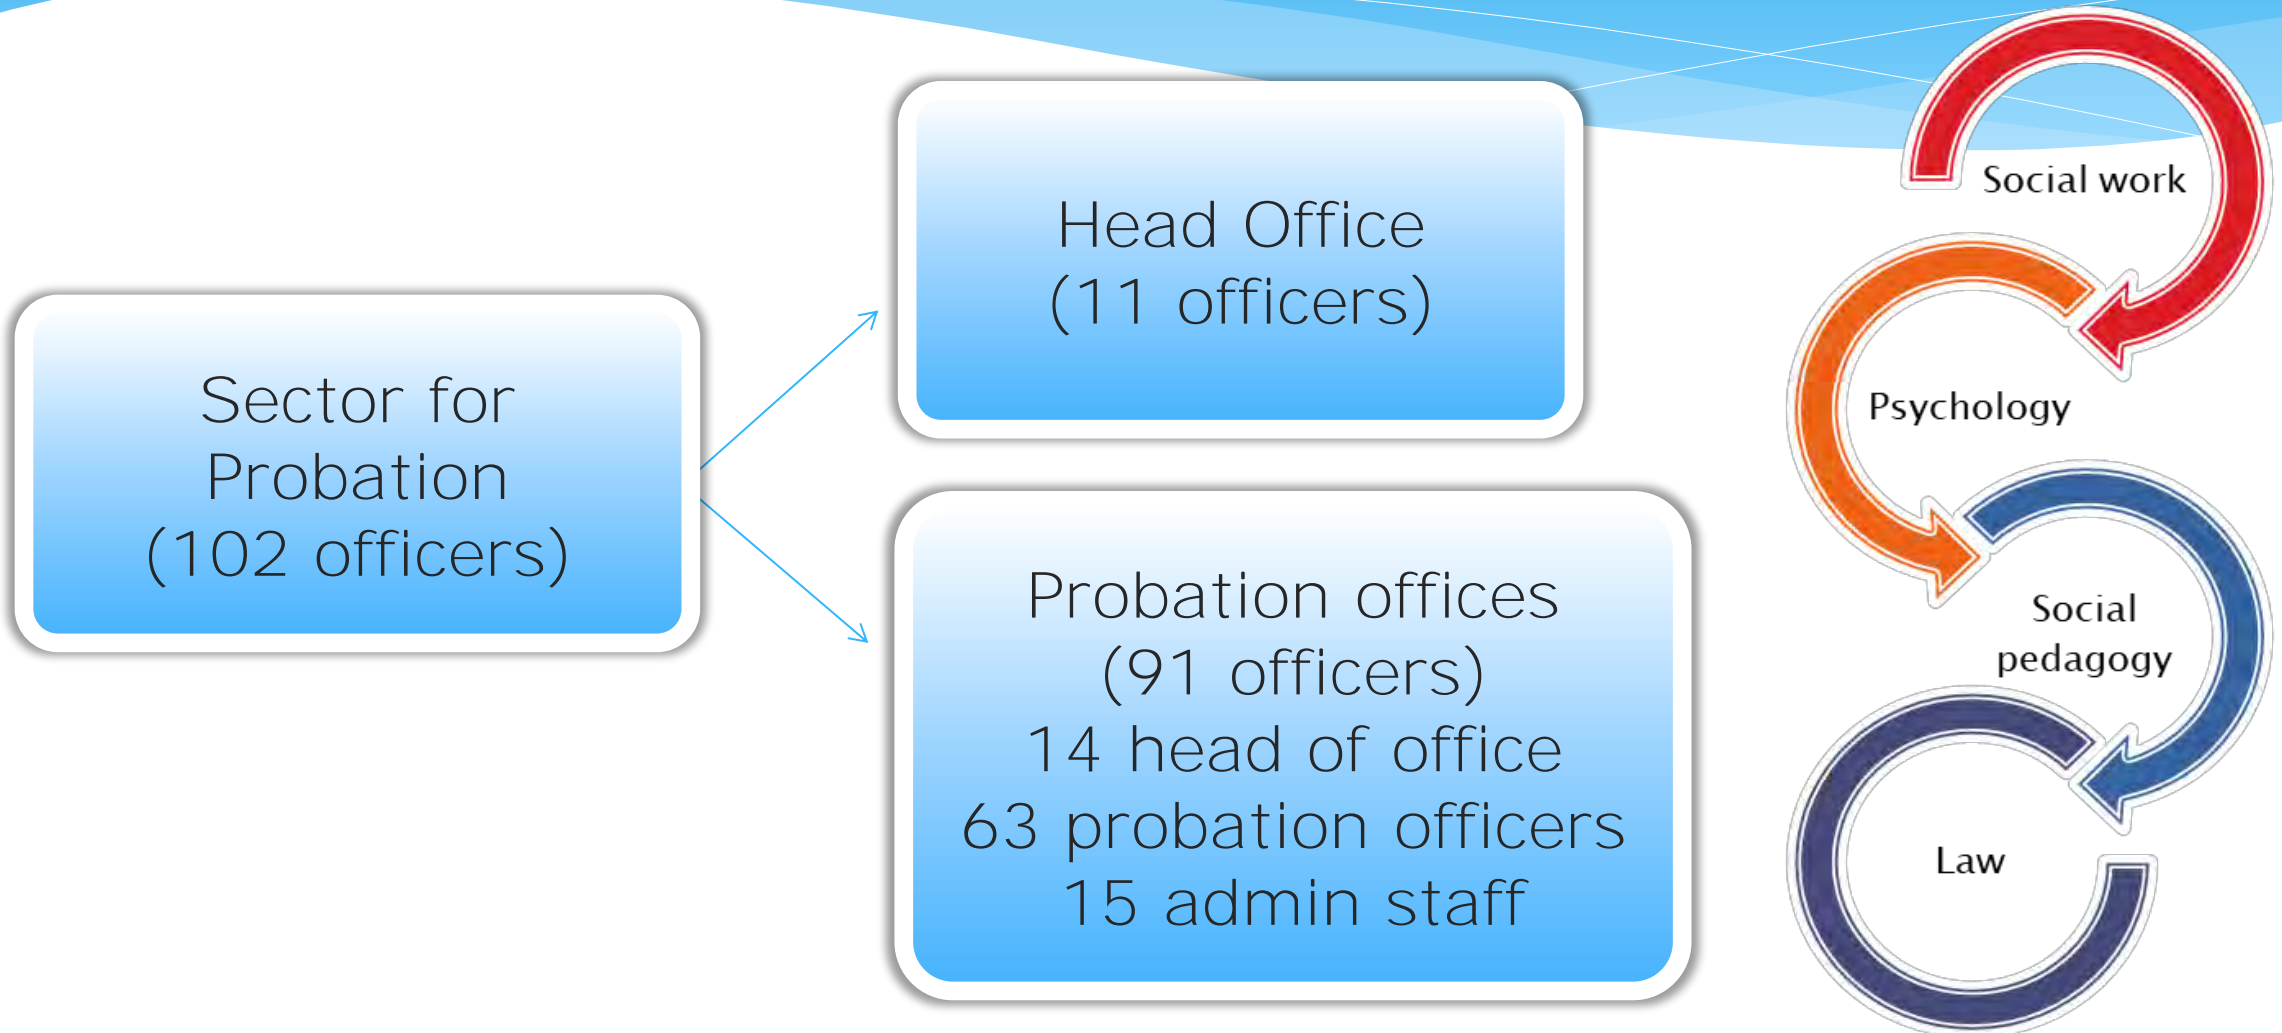 Sector for
Probation
(102 officers)
Head Office
(11 officers)
Probation offices
(91 officers)
14 head of office
63 probation officers
15 admin staff
Social work
Psychology
Social
pedagogy
Law